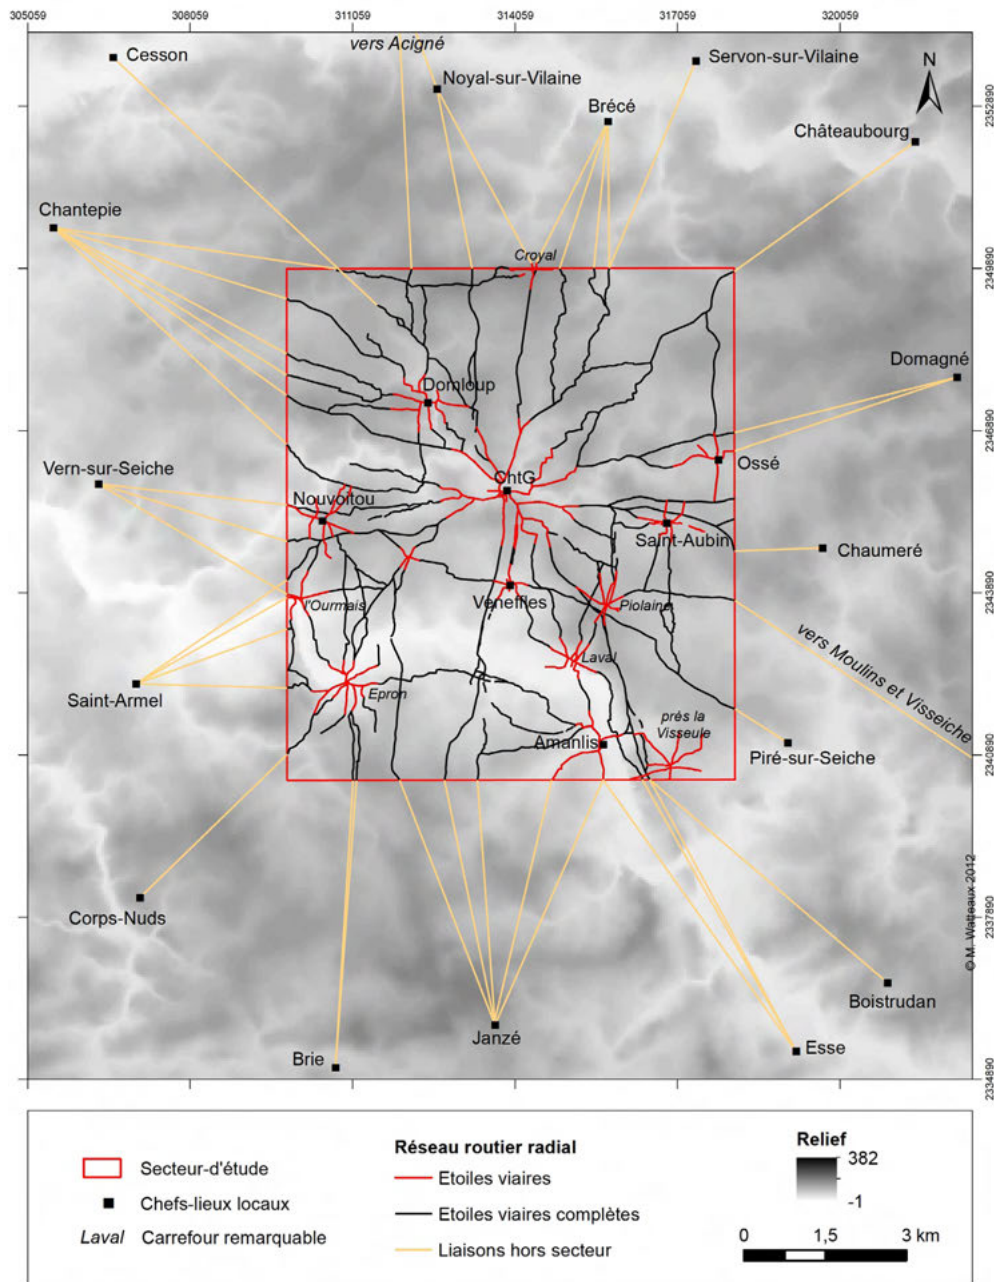 305059
308059
311059
314059
317059
320059
vers Acigné
Cesson
Noyal-sur-Vilaine
Servon-sur-Vilaine
N
Brécé
2352890
Châteaubourg
Chantepie
Croyal
2349890
Domagné
Domloup
2346890
Ossé
Vern-sur-Seiche
ChtG
Nouvoitou
Saint-Aubin
Chaumeré
Veneffles
Piolaine
l'Ourmais
2343890
vers Moulins et Visseiche
Laval
Saint-Armel
Epron
prés la
Visseule
Amanlis
Piré-sur-Seiche
2340890
© M. Watteaux 2012
Corps-Nuds
2337890
Boistrudan
Janzé
Esse
Brie
2334890
Secteur-d'étude
Chefs-lieux locaux
Laval Carrefour remarquable
Réseau routier radial
Etoiles viaires
Etoiles viaires complètes
Liaisons hors secteur
Relief
382
-1
0 1,5 3 km